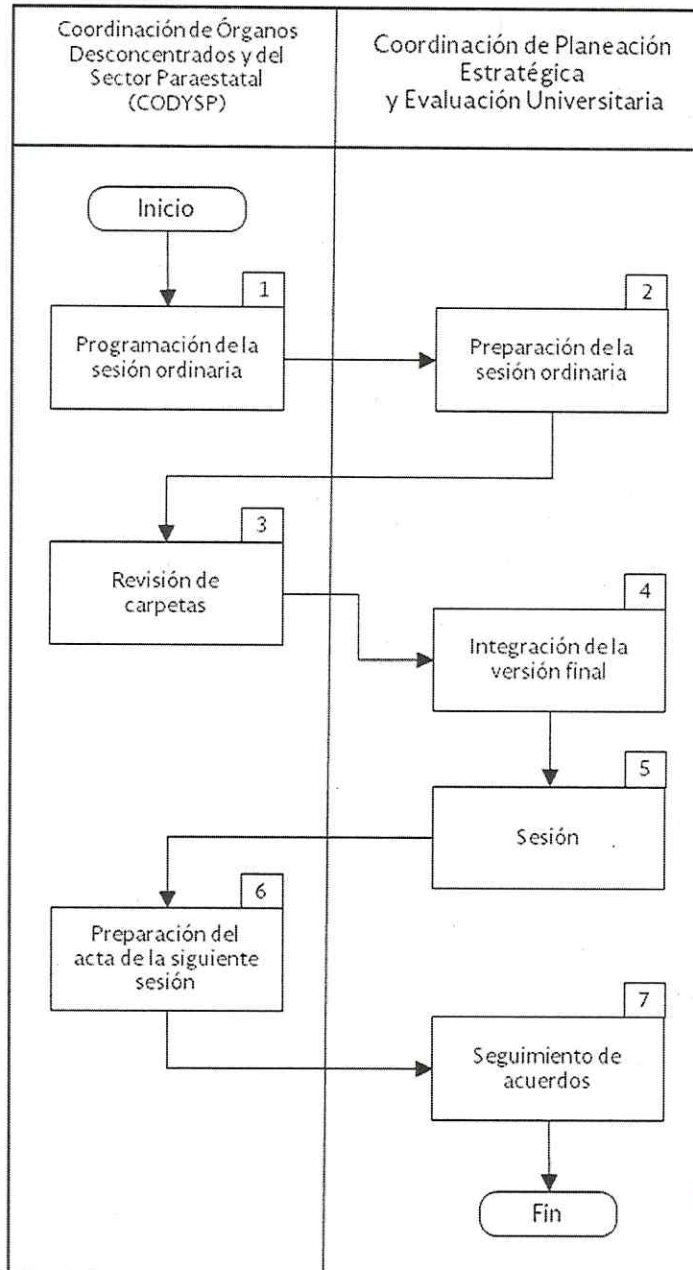 Coordinación de Órganos
Desconcentrados y del
Sector Paraestatal
(CODYSP)
Coordinación de Planeación
Estratégica
y Evaluación Universitaria
Inicio
1
Programación de la
sesión ordinaria
2
Preparación de la
sesión ordinaria
3
Revisión de
carpetas
4
Integración de la
versión final
5
Sesión
6
Preparación del
acta de la siguiente
sesión
7
Seguimiento de
acuerdos
Fin